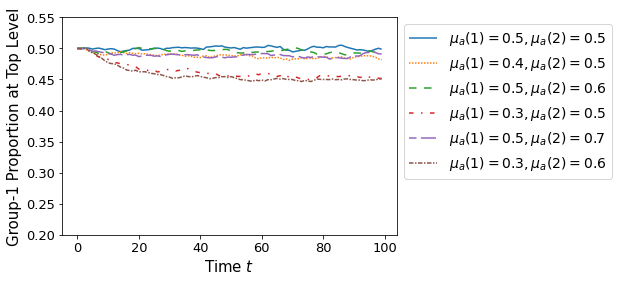 Group-1 Proportion at Top Level
0.55
0.50
0.45
0.40
0.35
0.30
0.25
0.20
0 20 40 60 80 100
Time t
μₐ(1) = 0.5, μₐ(2) = 0.5
μₐ(1) = 0.4, μₐ(2) = 0.5
μₐ(1) = 0.5, μₐ(2) = 0.6
μₐ(1) = 0.3, μₐ(2) = 0.5
μₐ(1) = 0.5, μₐ(2) = 0.7
μₐ(1) = 0.3, μₐ(2) = 0.6